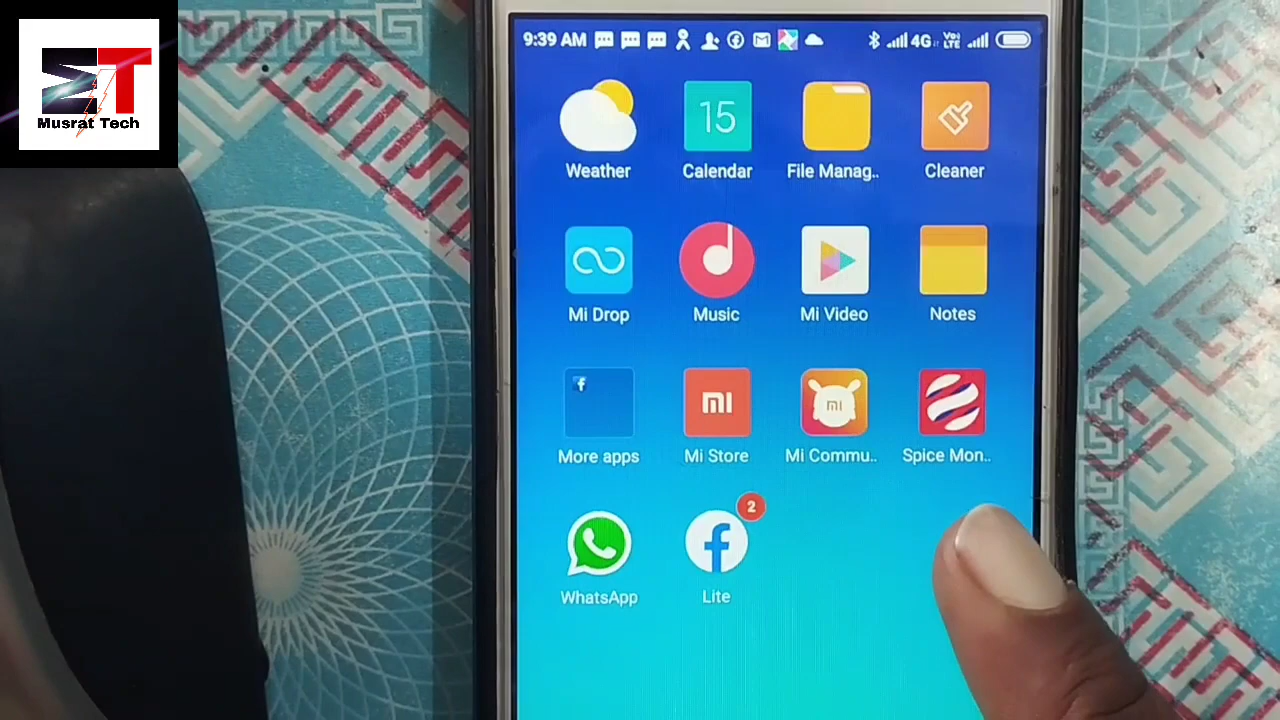 ST
Musrat Tech
9:39 AM 4G Vo) LTE
Weather Calendar File Manag.. Cleaner
15
Mi Drop Music Mi Video Notes
f mi mi
More apps Mi Store Mi Commu.. Spice Mon..
2
f
WhatsApp Lite